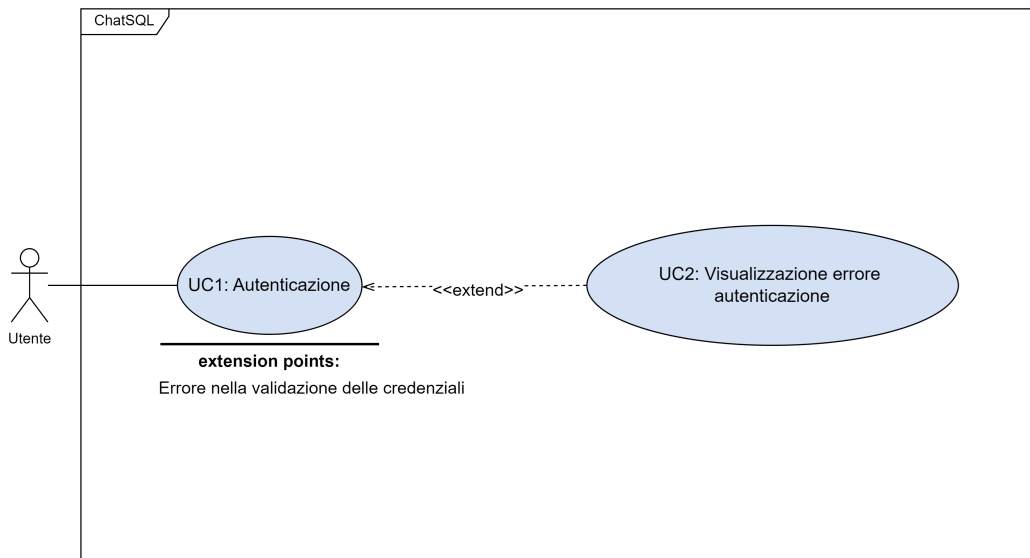 ChatSQL
UC1: Autenticazione
<<extend>>
UC2: Visualizzazione errore
autenticazione
Utente
extension points:
Errore nella validazione delle credenziali